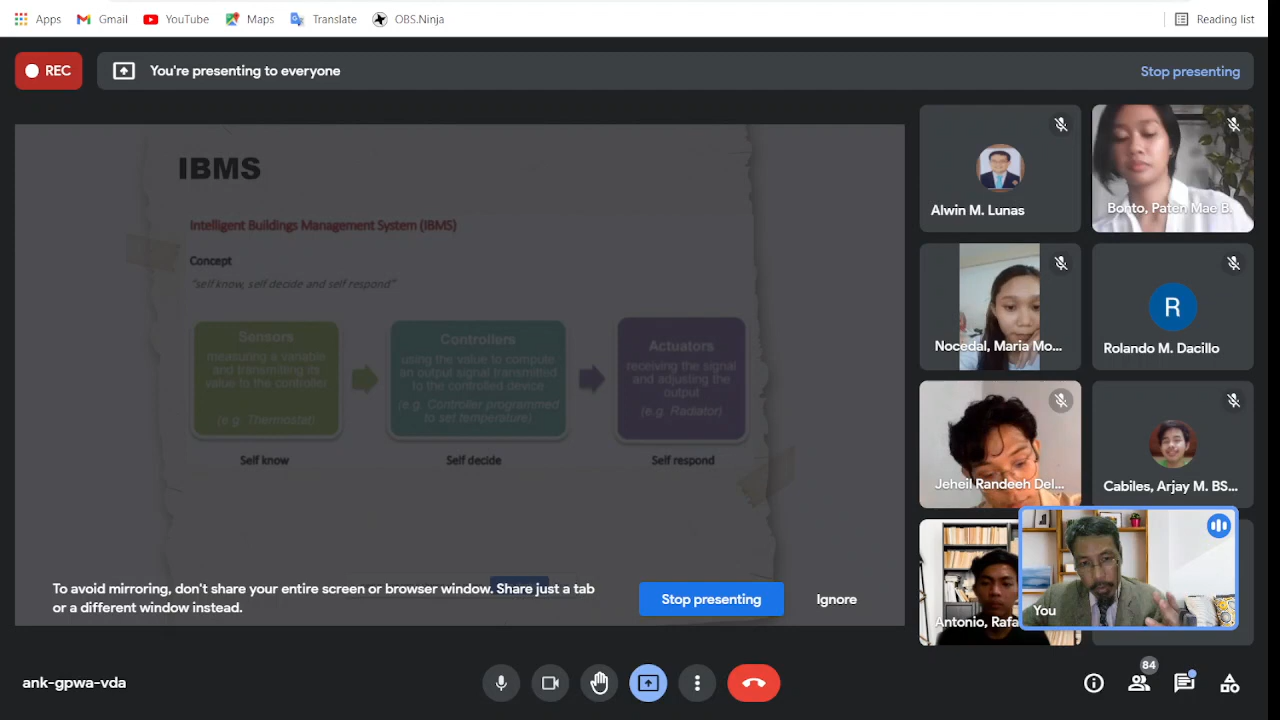 Apps
Gmail
YouTube
Maps
Translate
OBS.Ninja
Reading list
REC
You're presenting to everyone
Stop presenting
IBMS
Intelligent Buildings Management System (IBMS)
Concept
"self know, self decide and self respond"
Sensors
measuring a variable
and transmitting its
value to the controller
(e.g. Thermostat)
Self know
Controllers
using the value to compute
an output signal transmitted
to the controlled device
(e.g. Controller programmed
to set temperature)
Self decide
Actuators
receiving the signal
and adjusting the
output
(e.g. Radiator)
Self respond
To avoid mirroring, don't share your entire screen or browser window. Share just a tab
or a different window instead.
Stop presenting
Ignore
Alwin M. Lunas
Bonto, Paten Mae B.
Nocedal, Maria Mo...
R
Rolando M. Dacillo
Jeheil Randeeh Del...
Cabiles, Arjay M. BS...
Antonio, Rafa
You
ank-gpwa-vda
84